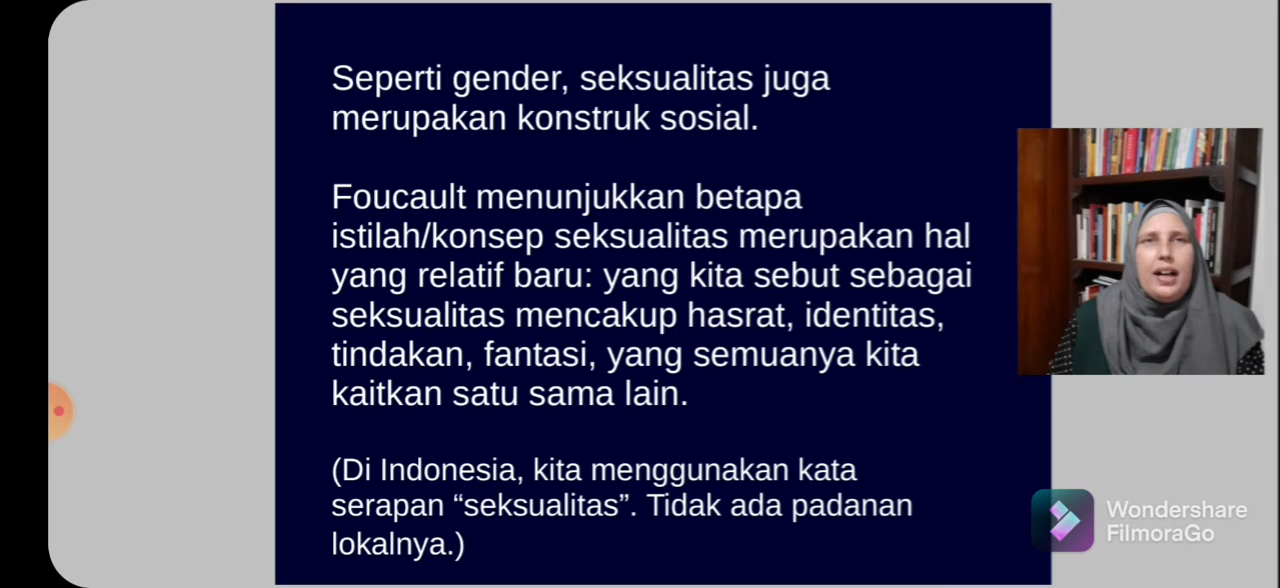 Seperti gender, seksualitas juga
merupakan konstruk sosial.
Foucault menunjukkan betapa
istilah/konsep seksualitas merupakan hal
yang relatif baru: yang kita sebut sebagai
seksualitas mencakup hasrat, identitas,
tindakan, fantasi, yang semuanya kita
kaitkan satu sama lain.
(Di Indonesia, kita menggunakan kata
serapan “seksualitas”. Tidak ada padanan
lokalnya.)
Wondershare
FilmoraGo